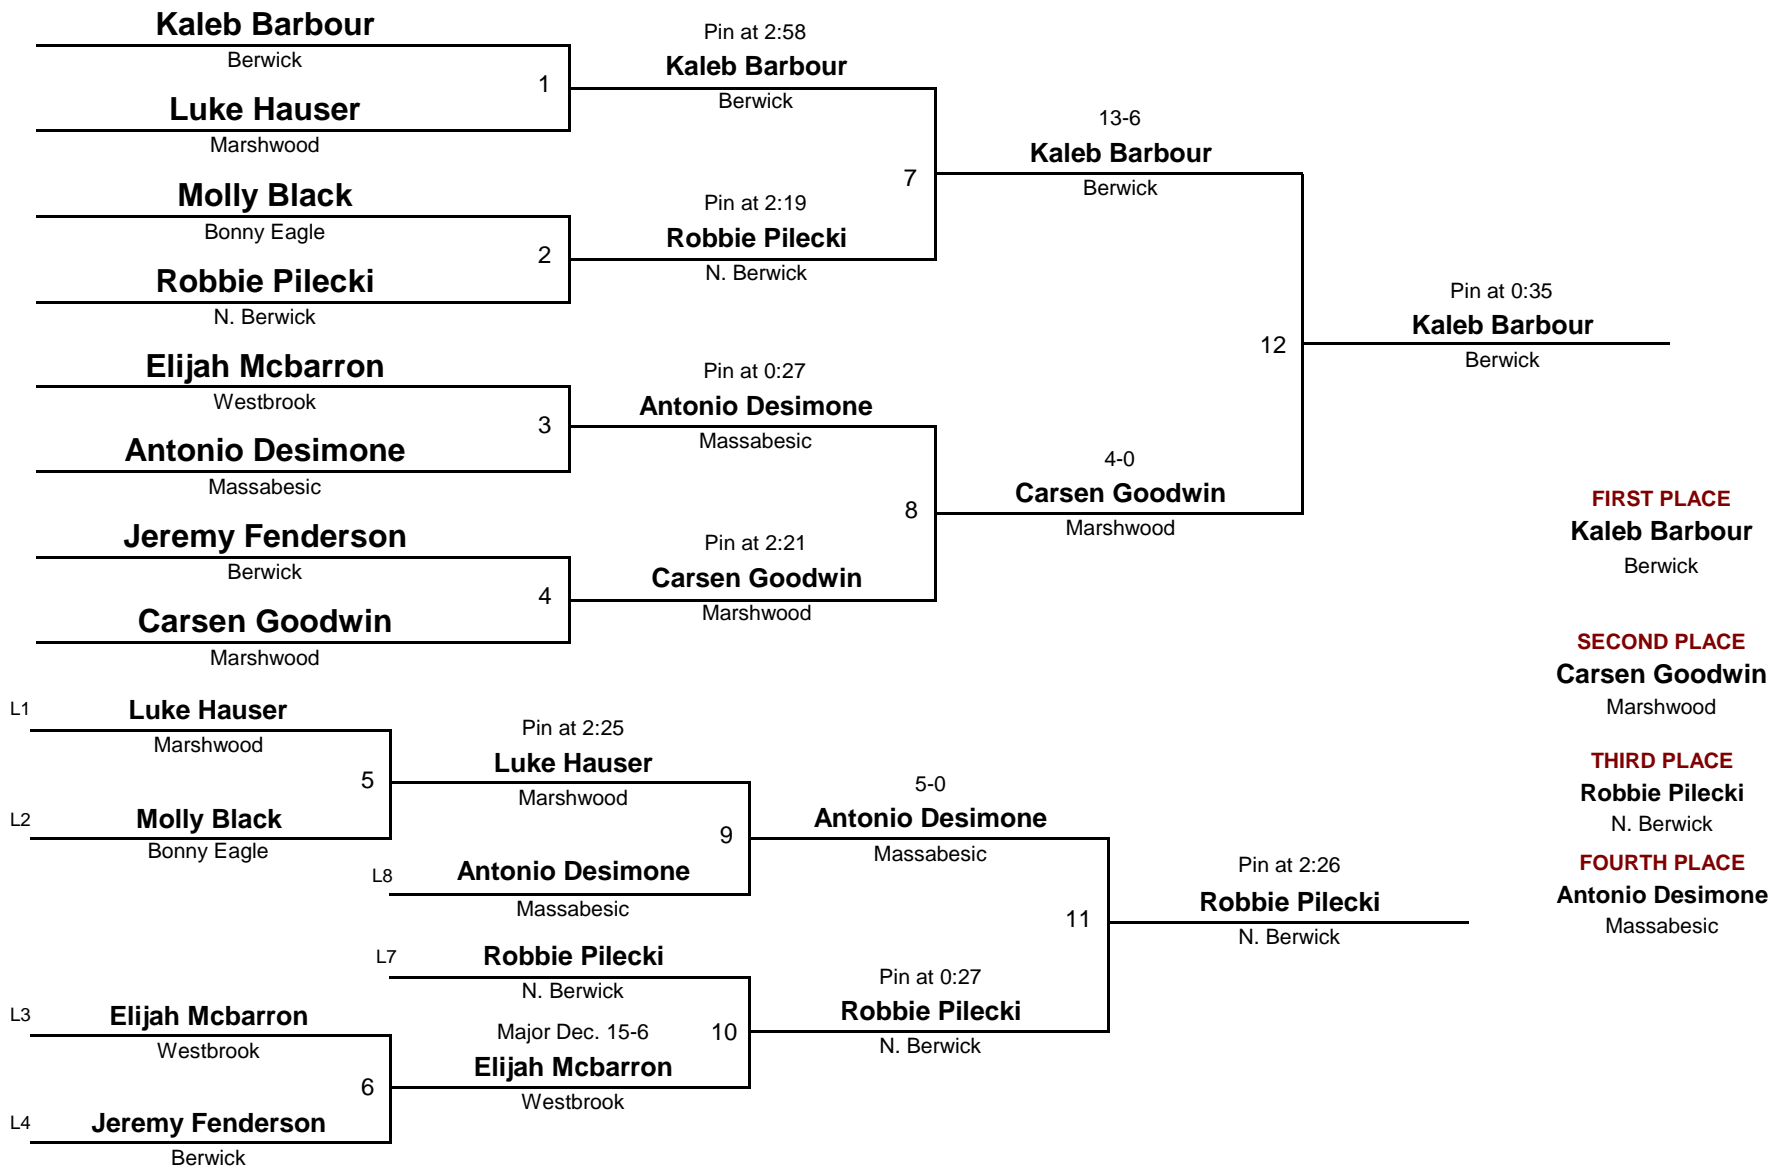 Kaleb Barbour
Berwick
1
Luke Hauser
Marshwood
Molly Black
Bonny Eagle
2
Robbie Pilecki
N. Berwick
Elijah Mcbarron
Westbrook
3
Antonio Desimone
Massabesic
Jeremy Fenderson
Berwick
4
Carsen Goodwin
Marshwood
Pin at 2:58
Kaleb Barbour
Berwick
7
Pin at 2:19
Robbie Pilecki
N. Berwick
Pin at 0:27
Antonio Desimone
Massabesic
8
Pin at 2:21
Carsen Goodwin
Marshwood
13-6
Kaleb Barbour
Berwick
12
4-0
Carsen Goodwin
Marshwood
Pin at 0:35
Kaleb Barbour
Berwick
L1
Luke Hauser
Marshwood
5
L2
Molly Black
Bonny Eagle
L3
Elijah Mcbarron
Westbrook
6
L4
Jeremy Fenderson
Berwick
Pin at 2:25
Luke Hauser
Marshwood
9
L8
Antonio Desimone
Massabesic
L7
Robbie Pilecki
N. Berwick
10
Major Dec. 15-6
Elijah Mcbarron
Westbrook
5-0
Antonio Desimone
Massabesic
11
Pin at 0:27
Robbie Pilecki
N. Berwick
Pin at 2:26
Robbie Pilecki
N. Berwick
FIRST PLACE
Kaleb Barbour
Berwick
SECOND PLACE
Carsen Goodwin
Marshwood
THIRD PLACE
Robbie Pilecki
N. Berwick
FOURTH PLACE
Antonio Desimone
Massabesic